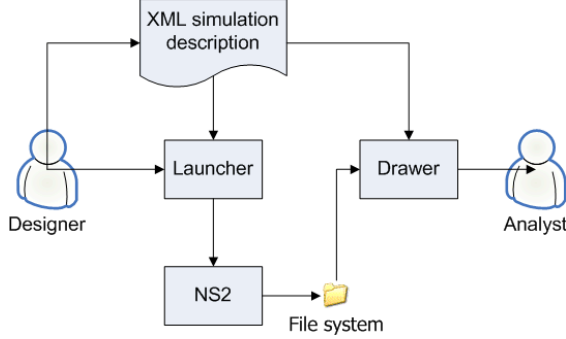 XML simulation
description
Launcher
Drawer
Designer
Analyst
NS2
File system